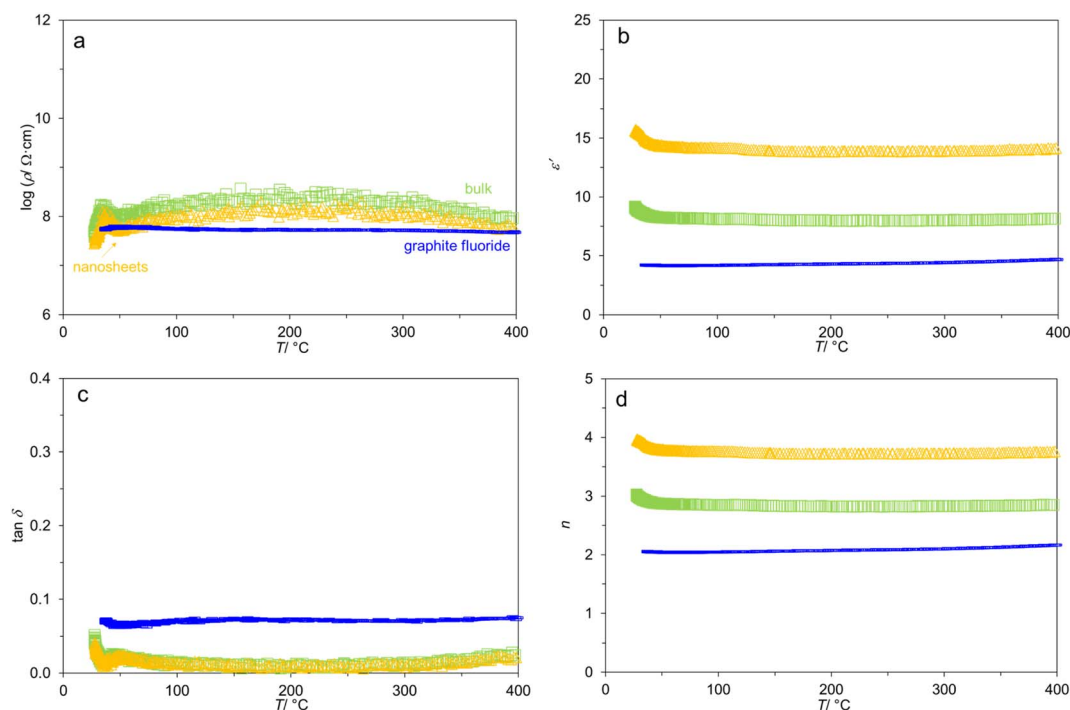 a
12
10
8
6
log (ρ/ Ω·cm)
bulk
graphite fluoride
nanosheets
0 100 200 300 400
T/ °C
b
25
20
15
10
5
0
ε′
0 100 200 300 400
T/ °C
c
0.4
0.3
0.2
0.1
0.0
tan δ
0 100 200 300 400
T/ °C
d
5
4
3
2
1
0
n
0 100 200 300 400
T/ °C